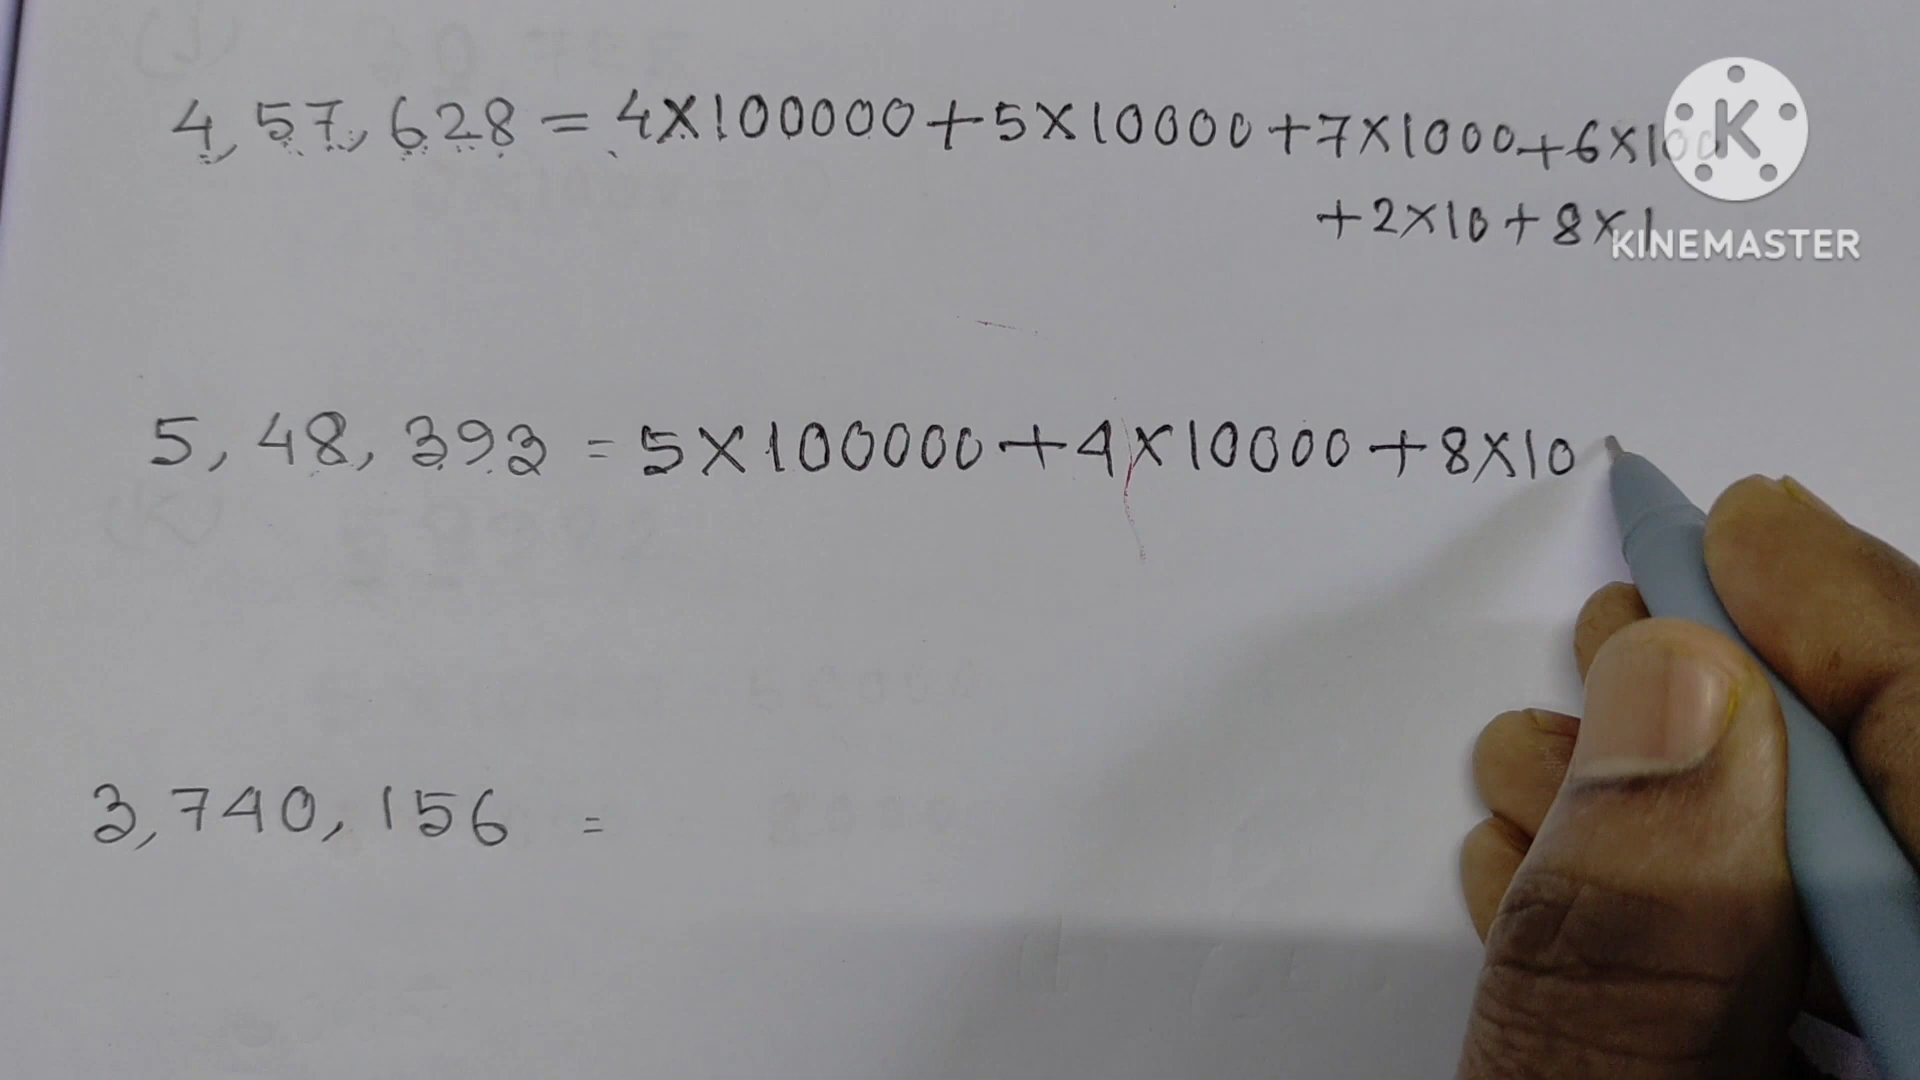 4,57,628 = 4×100000+5×10000+7×1000+6×100
+2×10+8×1
K
KINEMASTER
5,48,393 = 5×100000+4×10000+8×10
3,740,156 =